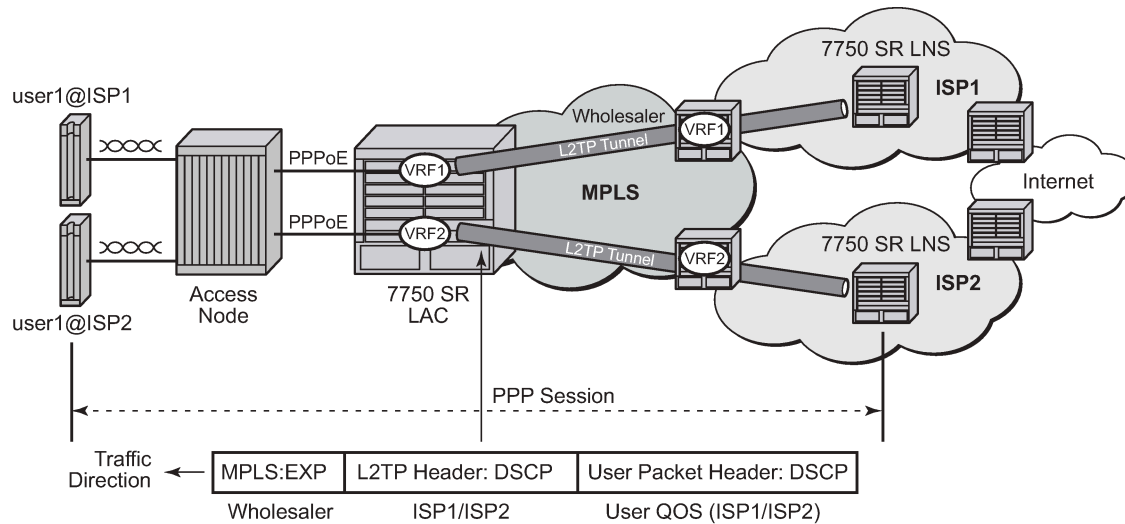 7750 SR LNS
ISP1
user1@ISP1
Wholesaler
VRF1
L2TP Tunnel
PPPoE
VRF1
MPLS
Internet
PPPoE
VRF2
L2TP Tunnel
VRF2
7750 SR LNS
ISP2
Access
Node
7750 SR
LAC
user1@ISP2
PPP Session
Traffic
Direction
MPLS:EXP
L2TP Header: DSCP
User Packet Header: DSCP
Wholesaler
ISP1/ISP2
User QOS (ISP1/ISP2)